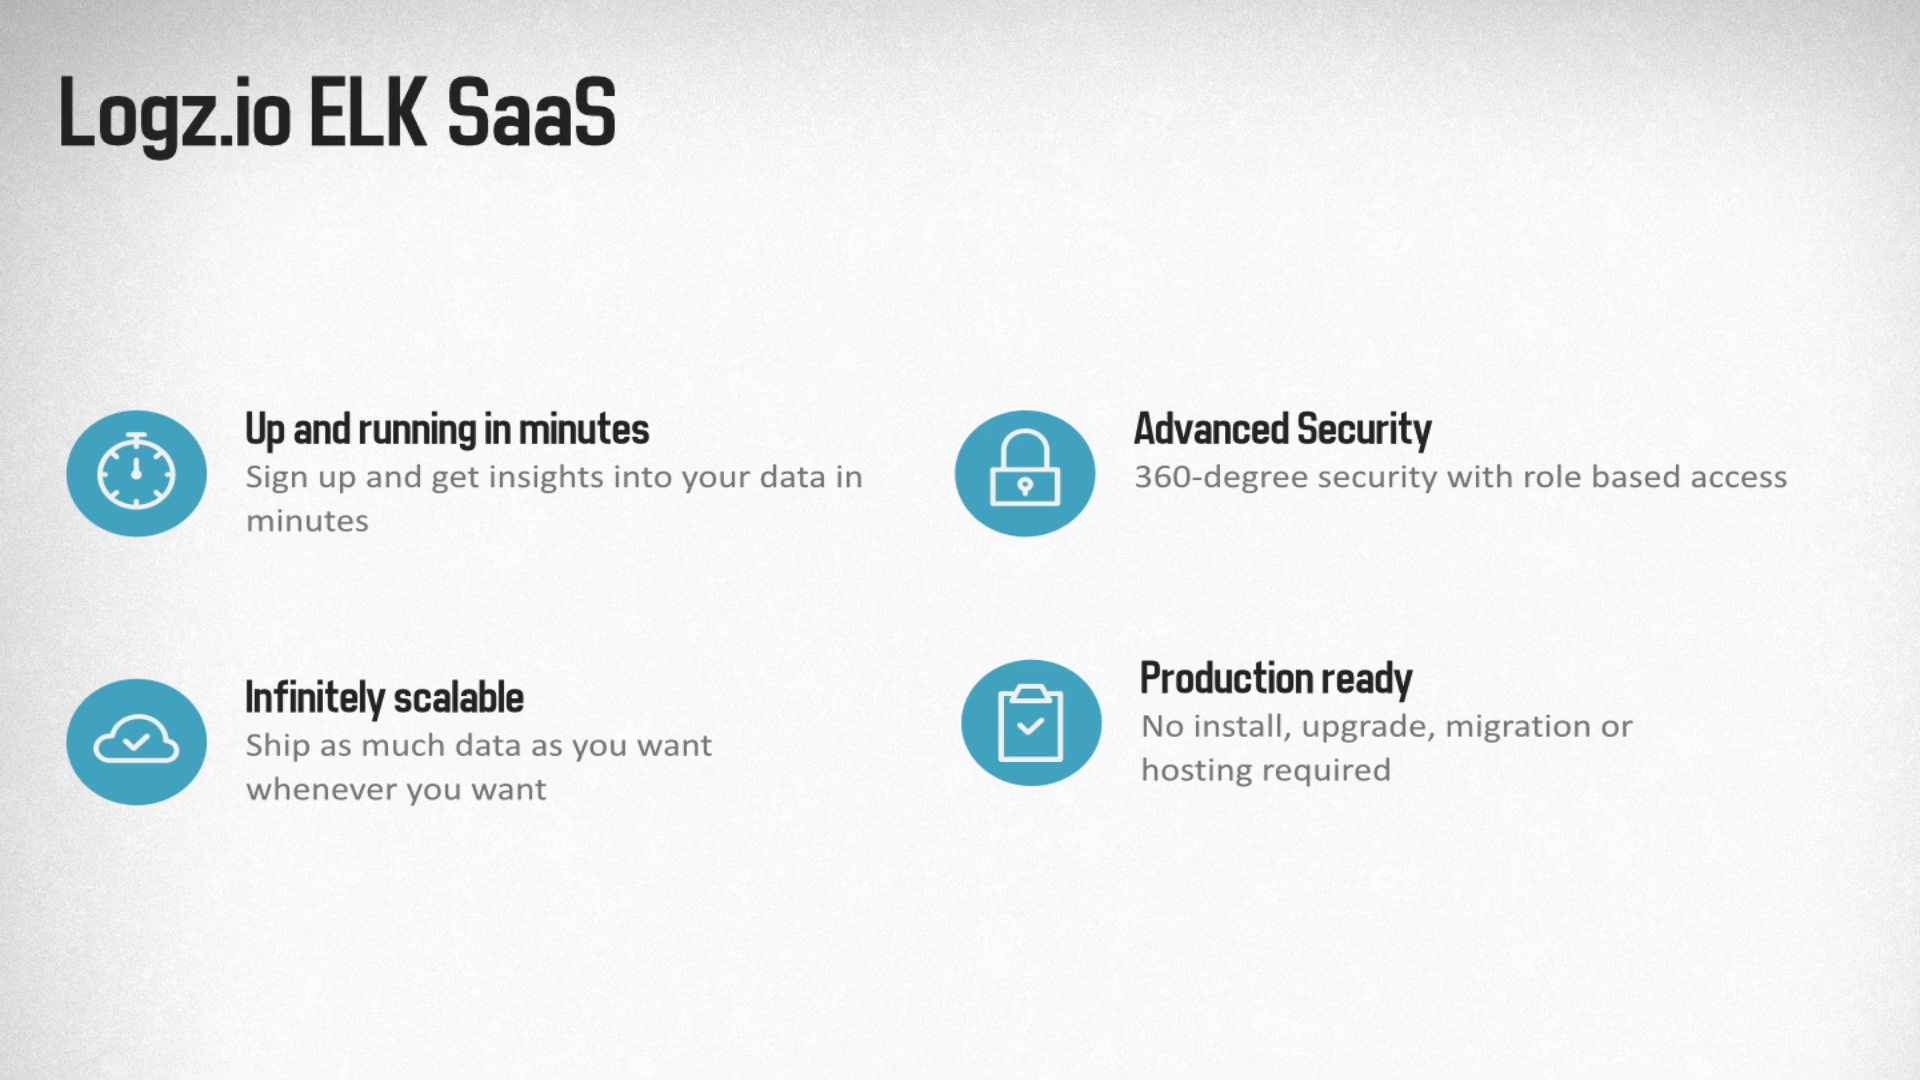 Logz.io ELK SaaS
Up and running in minutes
Sign up and get insights into your data in
minutes
Advanced Security
360-degree security with role based access
Infinitely scalable
Ship as much data as you want
whenever you want
Production ready
No install, upgrade, migration or
hosting required